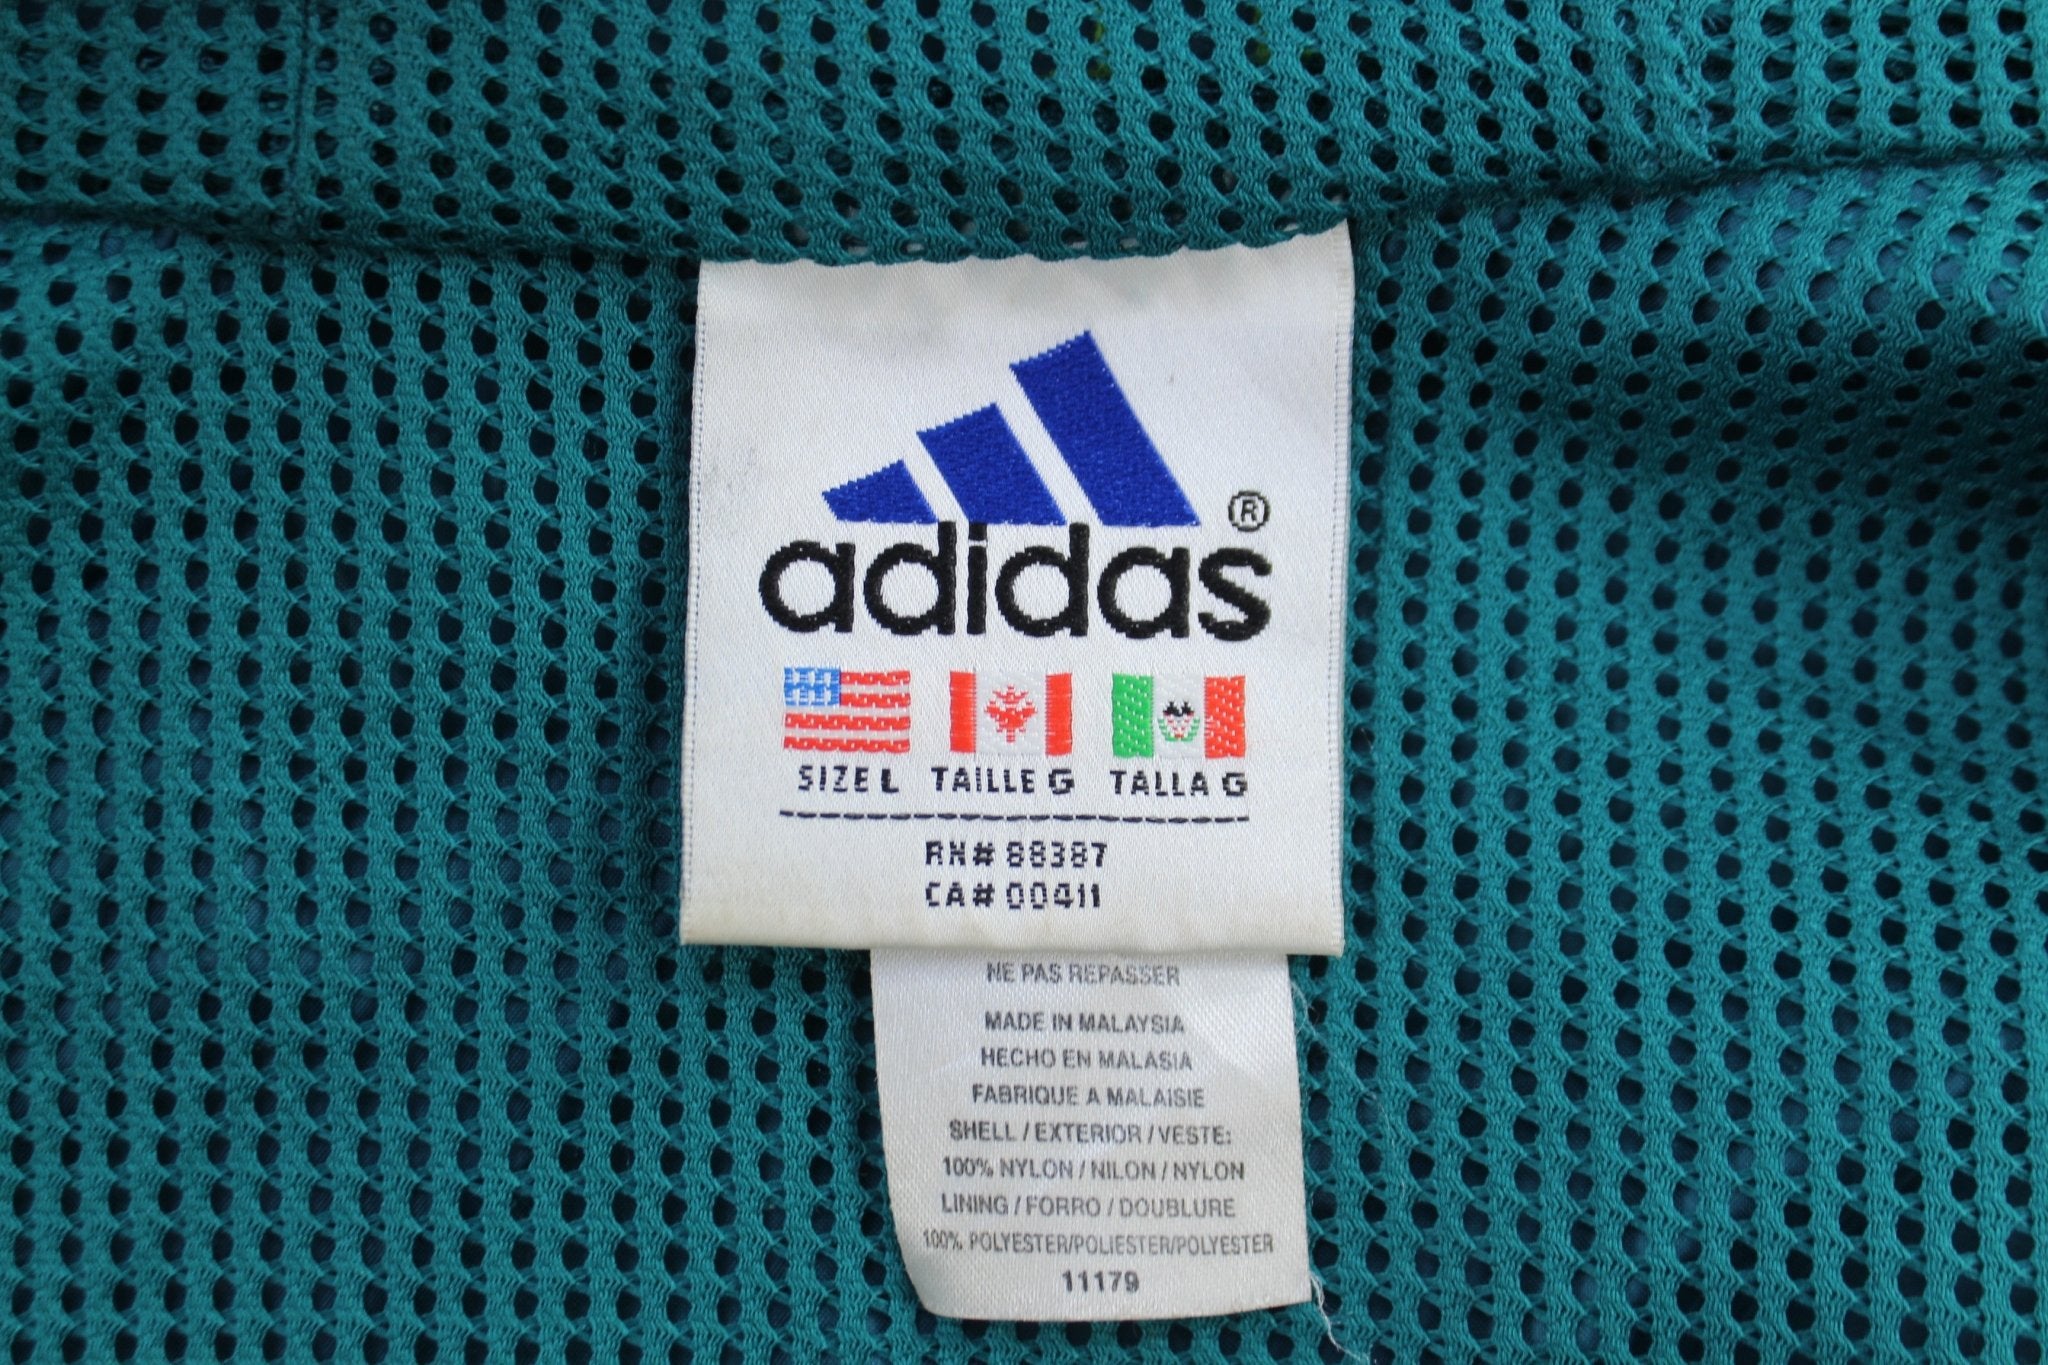 adidas ®
SIZE L TAILLE G TALLA G
RN# 88387
CA# 00411
NE PAS REPASSER
MADE IN MALAYSIA
HECHO EN MALASIA
FABRIQUE A MALAISIE
SHELL / EXTERIOR / VESTE:
100% NYLON / NILON / NYLON
LINING / FORRO / DOUBLURE
100% POLYESTER/POLIESTER/POLYESTER
11179